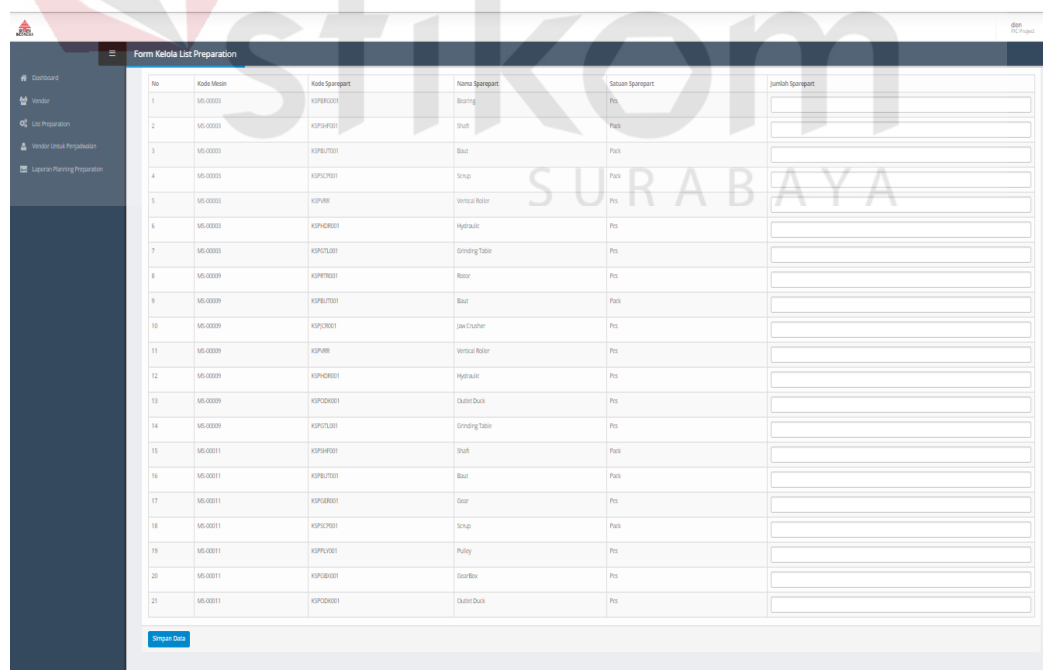 stikom
SURABAYA
dion
PIC Project
Form Kelola List Preparation
Dashboard
Vendor
List Preparation
Vendor Untuk Penjadwalan
Laporan Planning Preparation
No Kode Mesin Kode Sparepart Nama Sparepart Satuan Sparepart Jumlah Sparepart
1 MS-00003 KSPBRG001 Bearing Pcs
2 MS-00003 KSPSHF001 Shaft Pack
3 MS-00003 KSPBUT001 Baut Pack
4 MS-00003 KSPSCP001 Scrup Pack
5 MS-00003 KSPVRR Vertical Roller Pcs
6 MS-00003 KSPHDR001 Hydraulic Pcs
7 MS-00003 KSPGTL001 Grinding Table Pcs
8 MS-00009 KSPRTR001 Rotor Pcs
9 MS-00009 KSPBUT001 Baut Pack
10 MS-00009 KSPJCR001 Jaw Crusher Pcs
11 MS-00009 KSPVRR Vertical Roller Pcs
12 MS-00009 KSPHDR001 Hydraulic Pcs
13 MS-00009 KSPODK001 Outlet Duck Pcs
14 MS-00009 KSPGTL001 Grinding Table Pcs
15 MS-00011 KSPSHF001 Shaft Pack
16 MS-00011 KSPBUT001 Baut Pack
17 MS-00011 KSPGER001 Gear Pcs
18 MS-00011 KSPSCP001 Scrup Pack
19 MS-00011 KSPPLY001 Pulley Pcs
20 MS-00011 KSPGBX001 GearBox Pcs
21 MS-00011 KSPODK001 Outlet Duck Pcs
Simpan Data